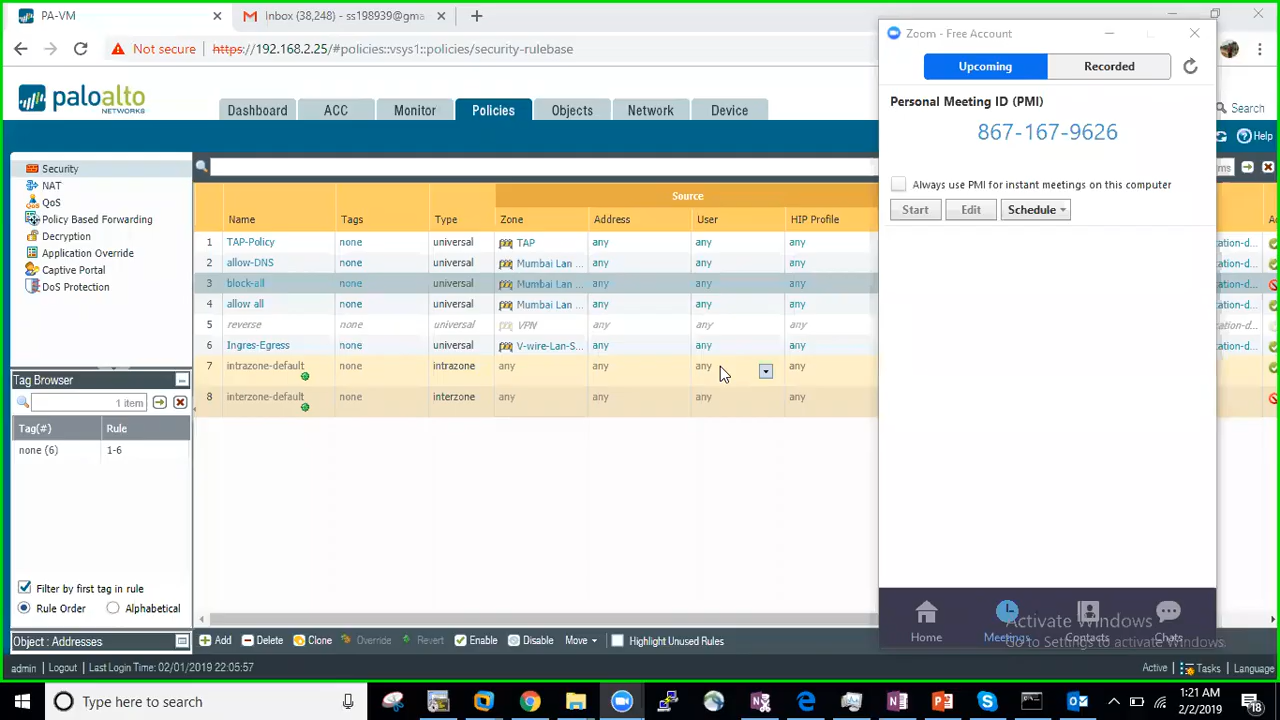 PA-VM
Inbox (38,248) - ss198939@gma
Not secure
https://192.168.2.25/#policies::vsys1::policies/security-rulebase
paloalto
NETWORKS
Dashboard
ACC
Monitor
Policies
Objects
Network
Device
Search
Help
Security
NAT
QoS
Policy Based Forwarding
Decryption
Application Override
Captive Portal
DoS Protection
Source
Name Tags Type Zone Address User HIP Profile
1 TAP-Policy none universal TAP any any any
2 allow-DNS none universal Mumbai Lan ... any any any cation-d...
3 block-all none universal Mumbai Lan ... any any any cation-d...
4 allow all none universal Mumbai Lan ... any any any cation-d...
5 reverse none universal VPN any any any cation-d...
6 Ingres-Egress none universal V-wire-Lan-S... any any any cation-d...
7 intrazone-default none intrazone any any any any
8 interzone-default none interzone any any any any
Tag Browser
1 item
Tag(#) Rule
none (6) 1-6
Filter by first tag in rule
Rule Order Alphabetical
Object : Addresses
Add Delete Clone Override Revert Enable Disable Move Highlight Unused Rules
admin | Logout | Last Login Time: 02/01/2019 22:05:57
Active Tasks | Language
Zoom - Free Account
Upcoming Recorded
Personal Meeting ID (PMI)
867-167-9626
Always use PMI for instant meetings on this computer
Start Edit Schedule
Home Meetings Contacts Chats
Activate Windows
Go to Settings to activate Windows.
Type here to search
1:21 AM
2/2/2019
18